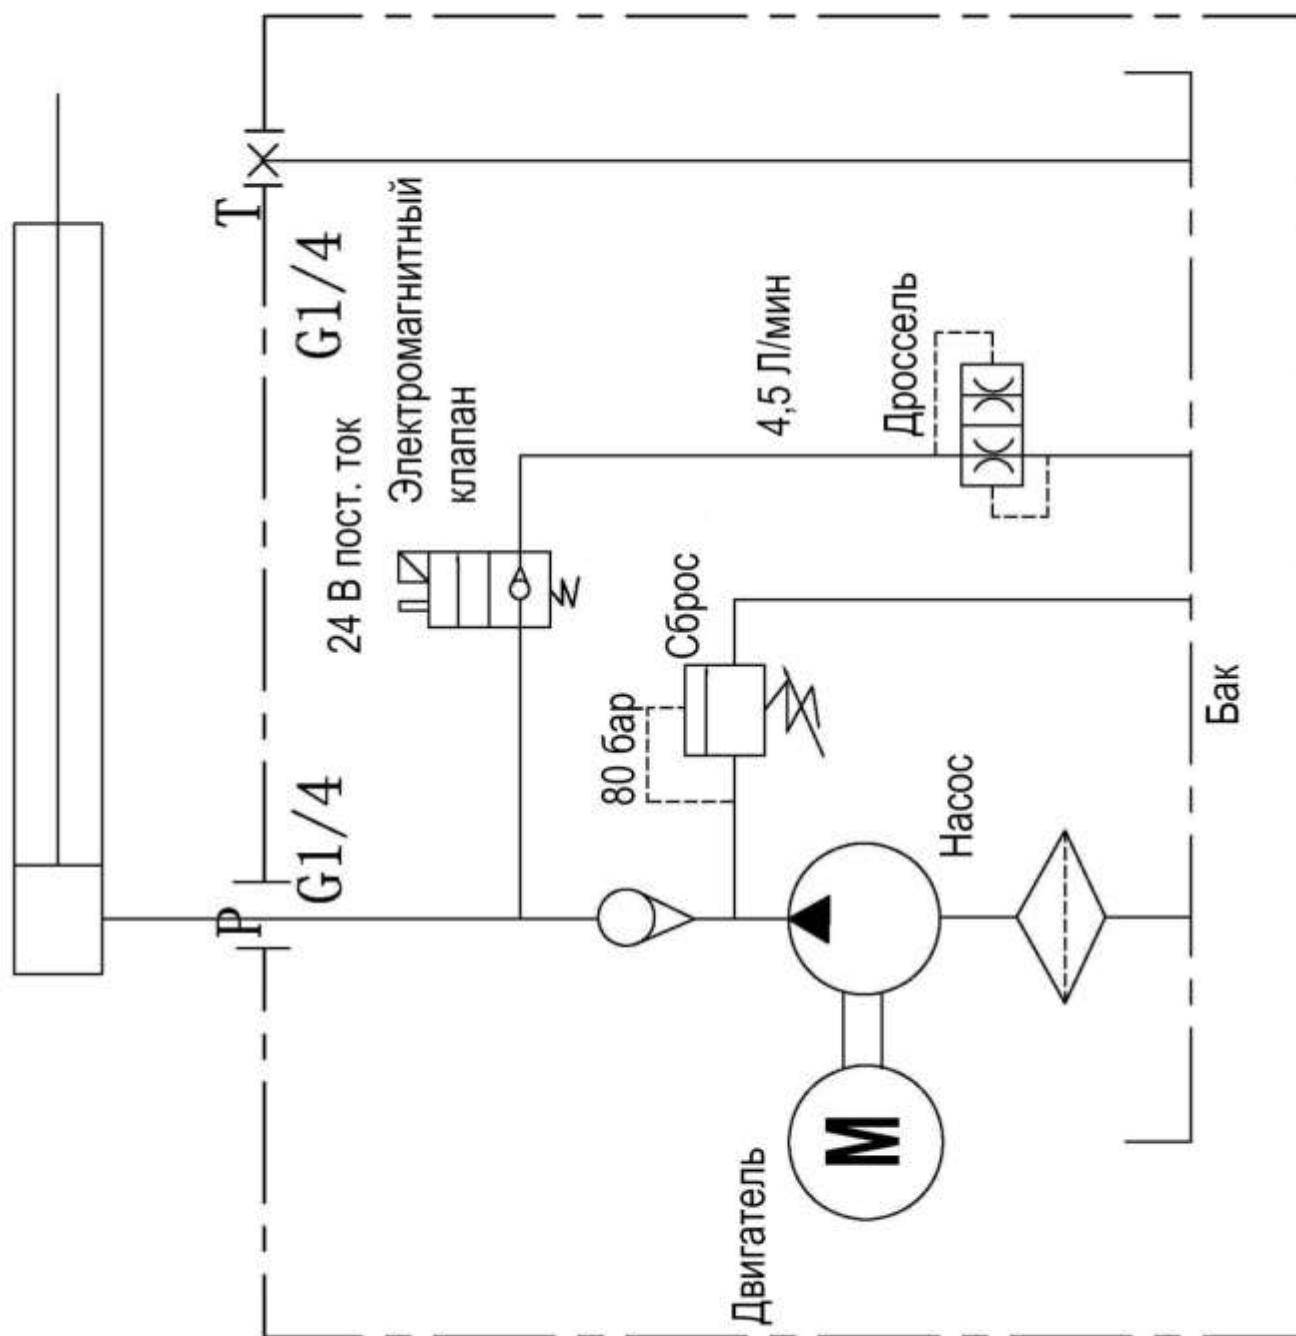 T
G1/4
24 В пост. ток
Электромагнитный
клапан
4,5 Л/мин
Дроссель
P
G1/4
80 бар
Сброс
Насос
Бак
M
Двигатель